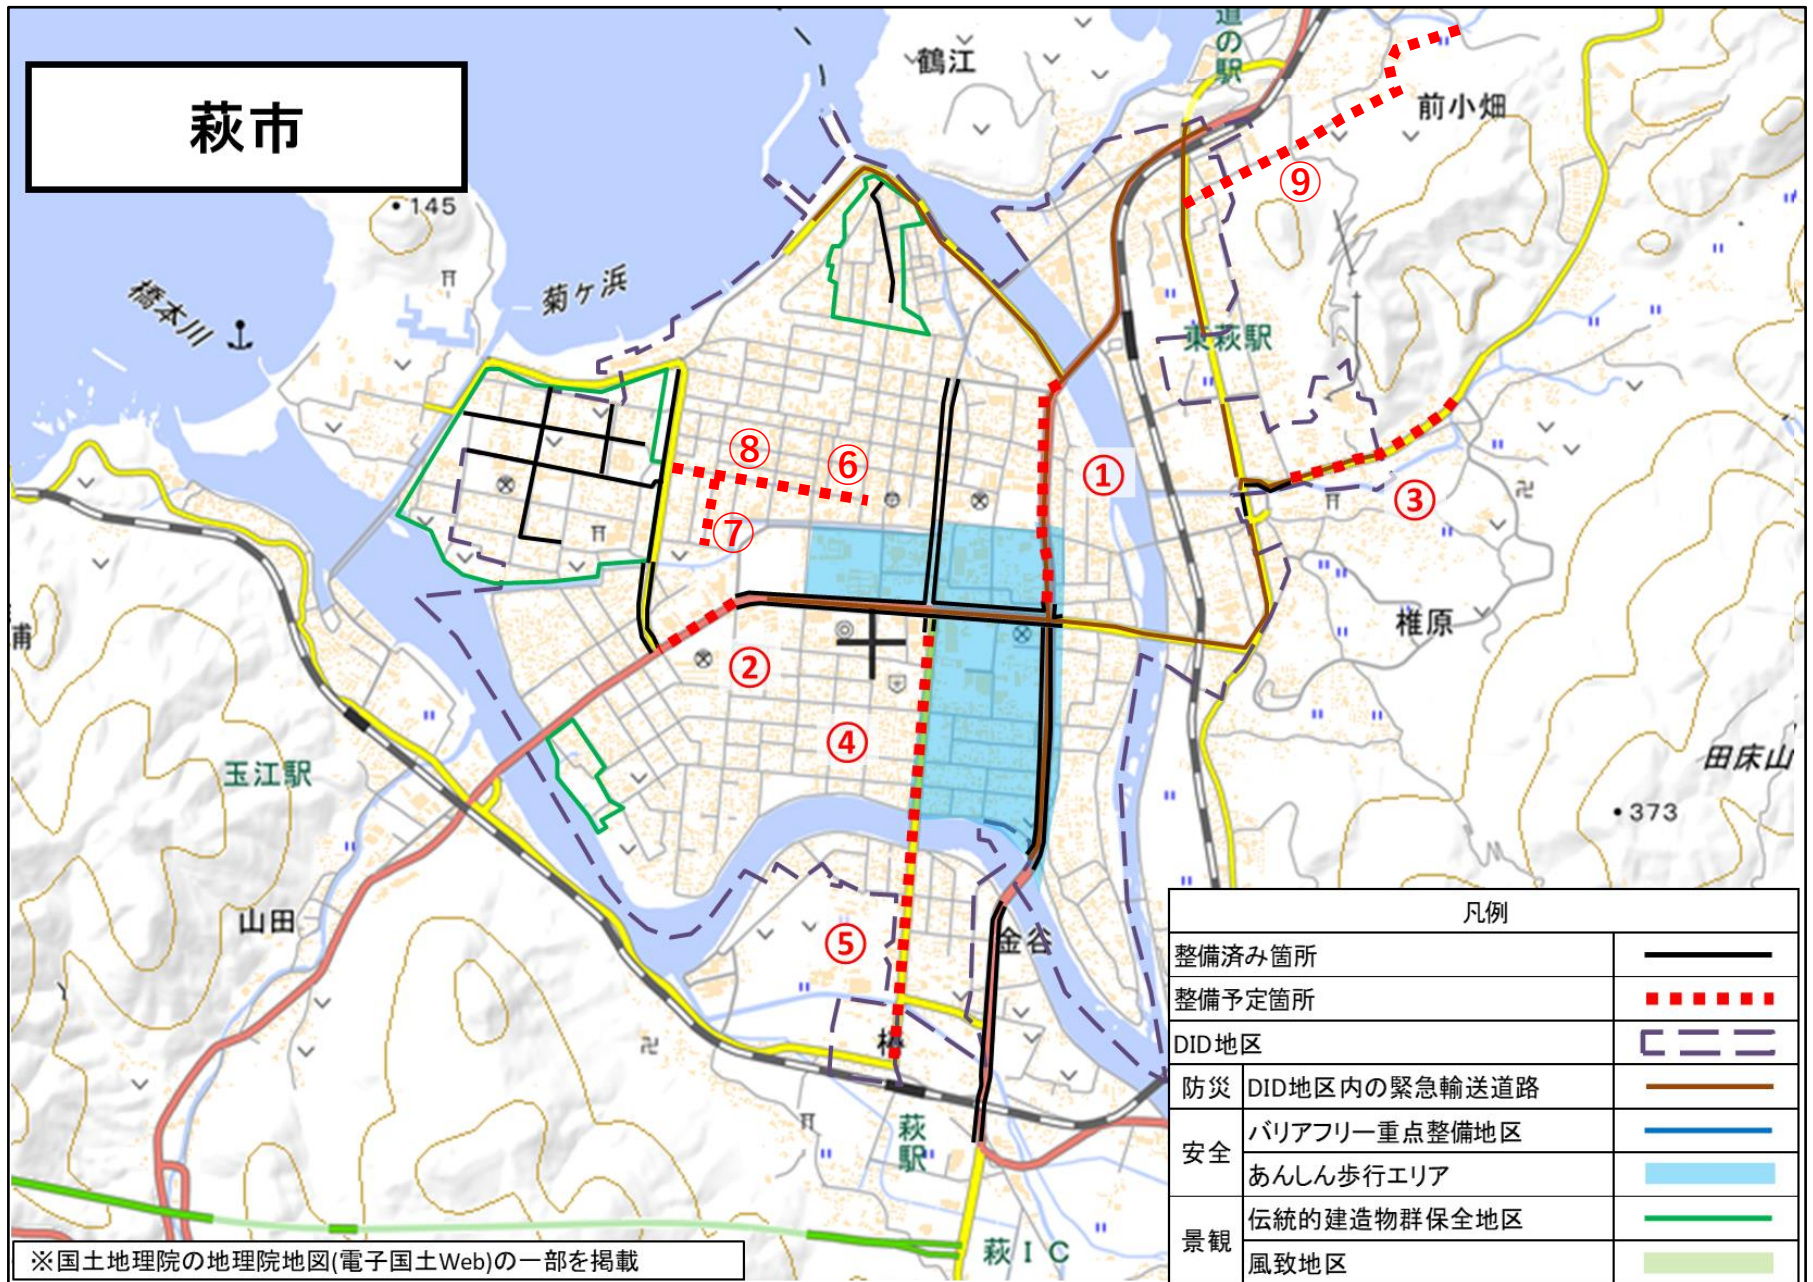 萩市
道の駅
鶴江
前小畑
⑨
145
菊ヶ浜
橋本川
東萩駅
⑧
⑥
①
③
⑦
椎原
②
④
玉江駅
田床山
373
山田
⑤
金谷
椿
萩駅
萩IC
凡例
整備済み箇所
整備予定箇所
DID地区
防災
DID地区内の緊急輸送道路
安全
バリアフリー重点整備地区
あんしん歩行エリア
景観
伝統的建造物群保全地区
風致地区
※国土地理院の地理院地図(電子国土Web)の一部を掲載